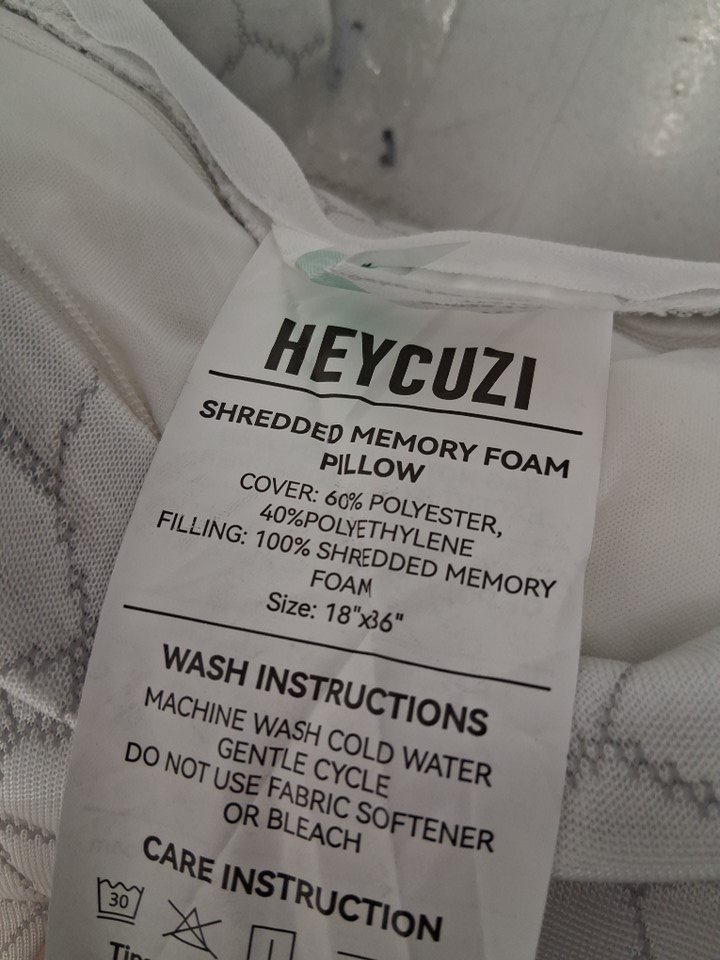 HEYCUZI
SHREDDED MEMORY FOAM
PILLOW
COVER: 60% POLYESTER,
40%POLYETHYLENE
FILLING: 100% SHREDDED MEMORY
FOAM
Size: 18"x36"
WASH INSTRUCTIONS
MACHINE WASH COLD WATER
GENTLE CYCLE
DO NOT USE FABRIC SOFTENER
OR BLEACH
CARE INSTRUCTION
30